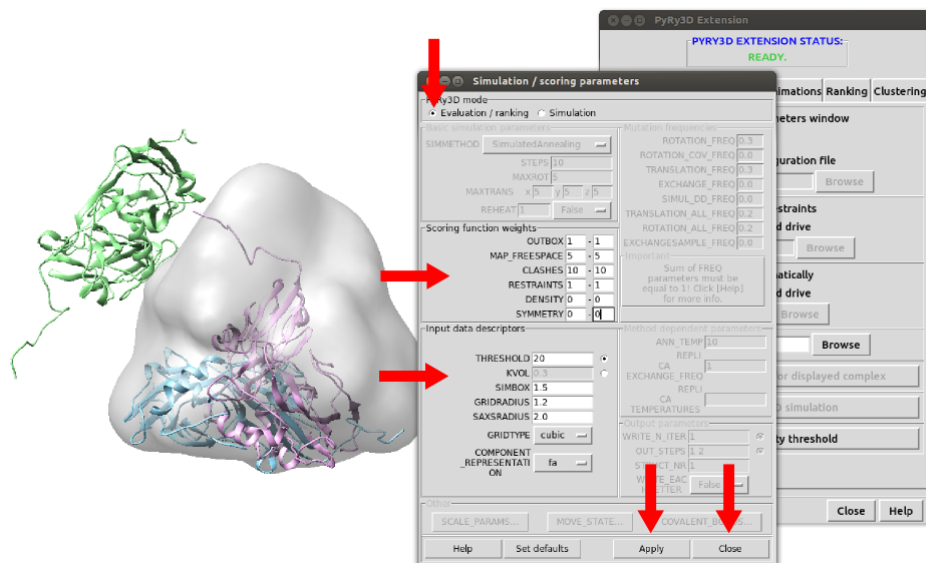 PyRy3D Extension
PYRY3D EXTENSION STATUS:
READY.
Simulation / scoring parameters
imations Ranking Clustering
PyRy3D mode
Evaluation / ranking Simulation
meters window
Basic simulation parameters
SIMMETHOD SimulatedAnnealing
STEPS 10
MAXROT 5
MAXTRANS x 5 y 5 z 5
REHEAT 1 False
Mutation frequencies
ROTATION_FREQ 0.3
ROTATION_COV_FREQ 0.0
TRANSLATION_FREQ 0.3
EXCHANGE_FREQ 0.0
SIMUL_DD_FREQ 0.0
TRANSLATION_ALL_FREQ 0.2
ROTATION_ALL_FREQ 0.2
EXCHANGESAMPLE_FREQ 0.0
guration file
Browse
straints
d drive
Browse
Scoring function weights
OUTBOX 1 - 1
MAP_FREESPACE 5 - 5
CLASHES 10 - 10
RESTRAINTS 1 - 1
DENSITY 0 - 0
SYMMETRY 0 - 0
Important
Sum of FREQ
parameters must be
equal to 1! Click [Help]
for more info.
matically
d drive
Browse
Browse
Input data descriptors
THRESHOLD 20
KVOL 0.3
SIMBOX 1.5
GRIDRADIUS 1.2
SAXSRADIUS 2.0
GRIDTYPE cubic
COMPONENT
_REPRESENTATI
ON
fa
Method dependent parameters
ANN_TEMP 10
REPLI
CA
EXCHANGE_FREQ 1
REPLI
CA
TEMPERATURES
or displayed complex
D simulation
ty threshold
Output parameters
WRITE_N_ITER 1
OUT_STEPS 1 2
STRUCT_NR 1
False
Other
SCALE_PARAMS... MOVE_STATE...
Close Help
Help Set defaults Apply Close